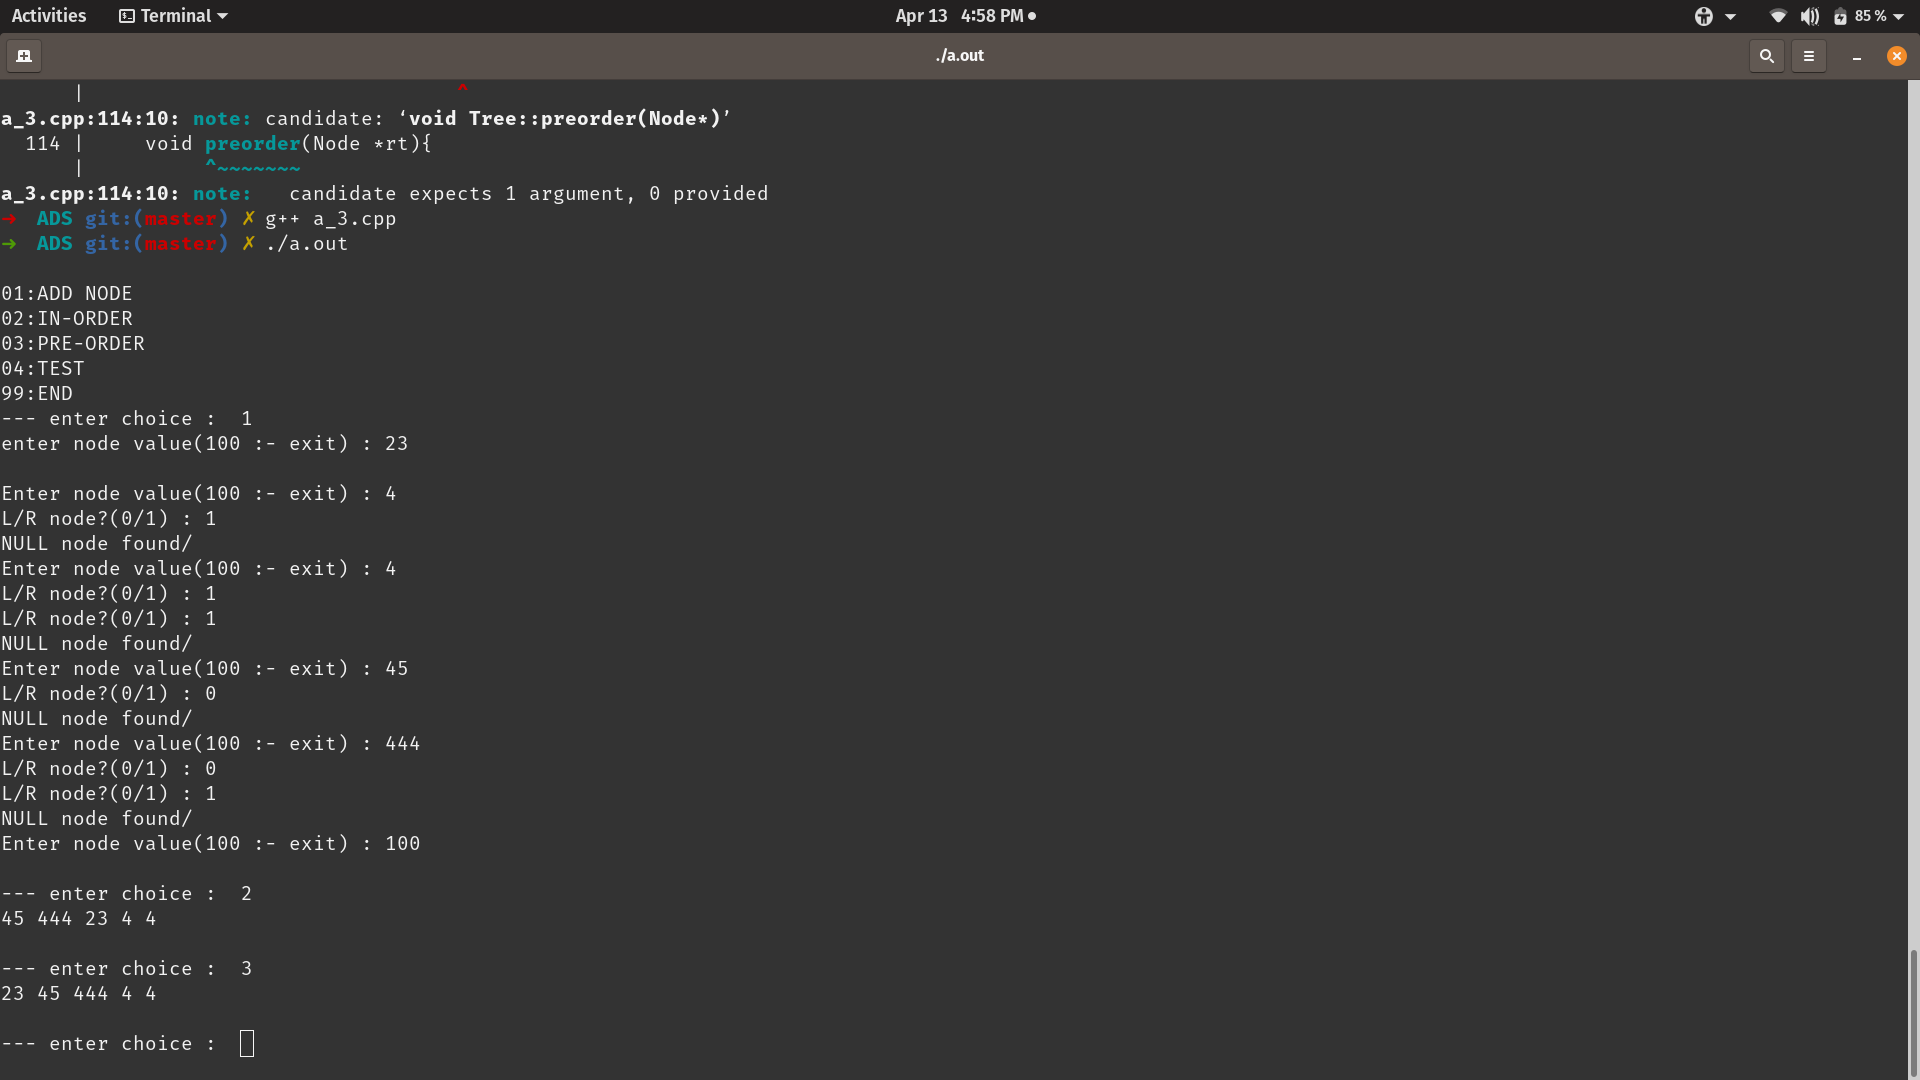 Activities Terminal Apr 13 4:58 PM 85 %
./a.out
|                               ^
a_3.cpp:114:10: note: candidate: ‘void Tree::preorder(Node*)’
  114 |     void preorder(Node *rt){
      |          ^~~~~~~~
a_3.cpp:114:10: note:   candidate expects 1 argument, 0 provided
➜  ADS git:(master) ✗ g++ a_3.cpp
➜  ADS git:(master) ✗ ./a.out
01:ADD NODE
02:IN-ORDER
03:PRE-ORDER
04:TEST
99:END
--- enter choice :  1
enter node value(100 :- exit) : 23
Enter node value(100 :- exit) : 4
L/R node?(0/1) : 1
NULL node found/
Enter node value(100 :- exit) : 4
L/R node?(0/1) : 1
L/R node?(0/1) : 1
NULL node found/
Enter node value(100 :- exit) : 45
L/R node?(0/1) : 0
NULL node found/
Enter node value(100 :- exit) : 444
L/R node?(0/1) : 0
L/R node?(0/1) : 1
NULL node found/
Enter node value(100 :- exit) : 100
--- enter choice :  2
45 444 23 4 4
--- enter choice :  3
23 45 444 4 4
--- enter choice :